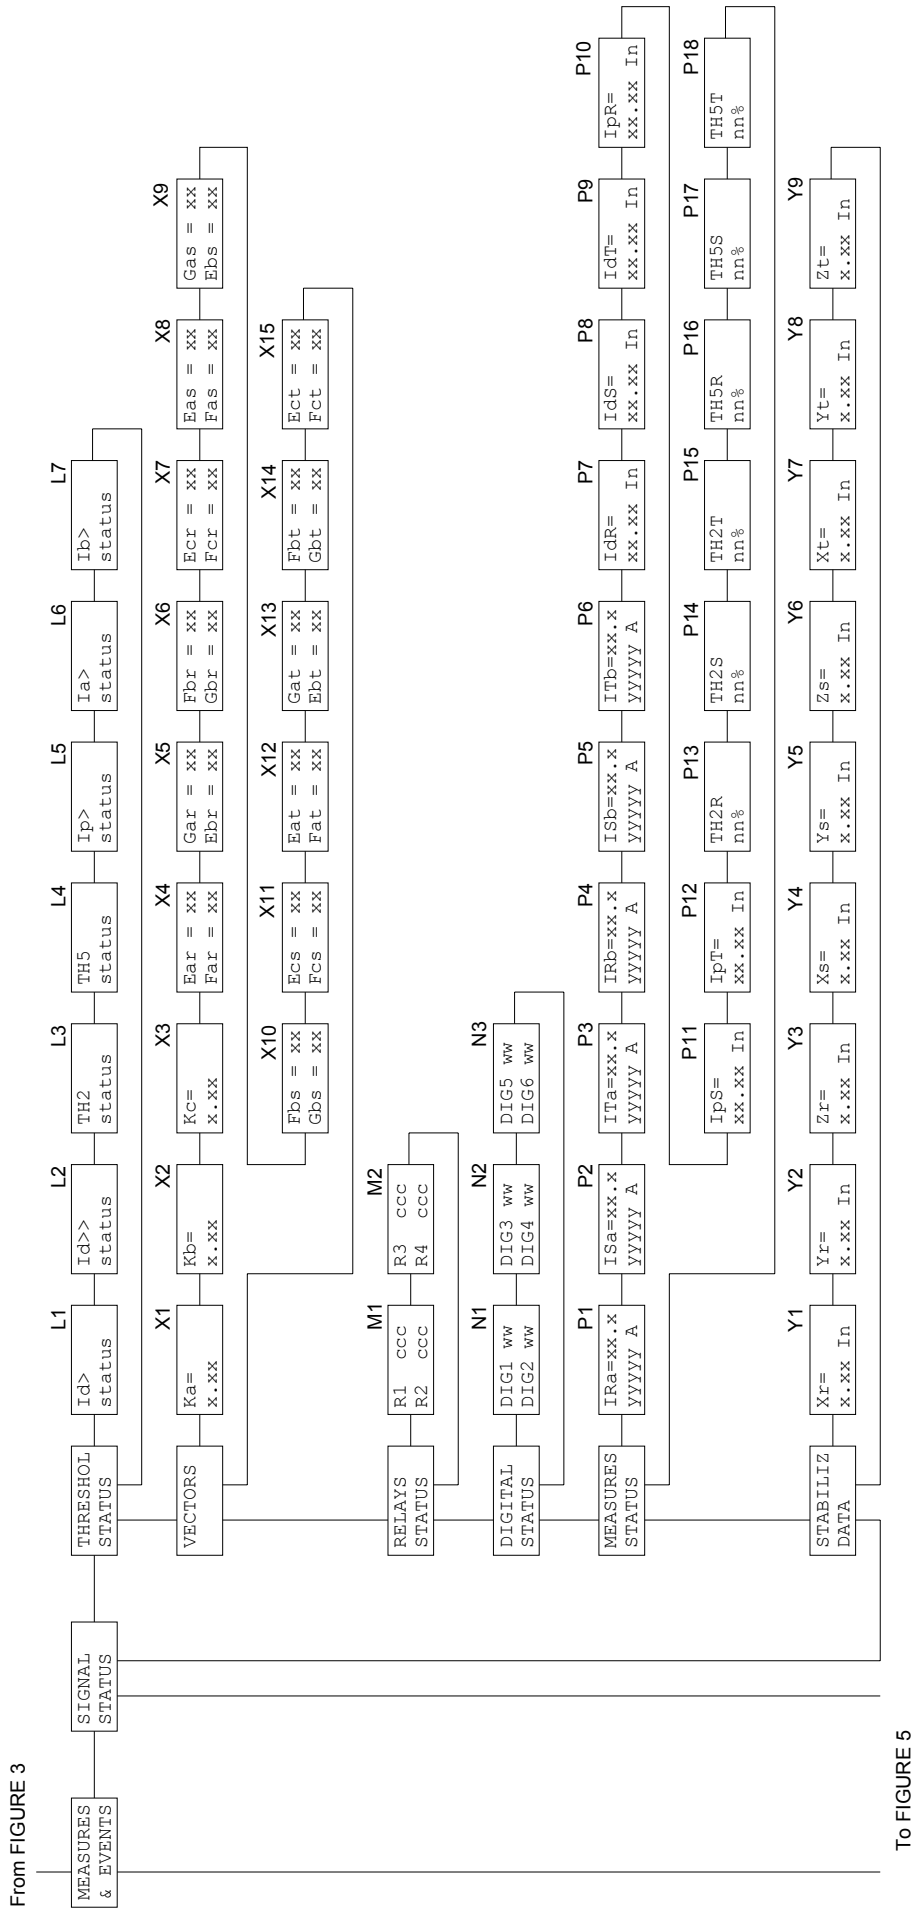 From FIGURE 3
MEASURES
& EVENTS
SIGNAL
STATUS
THRESHOL
STATUS
L1
Id>
status
L2
Id>>
status
L3
TH2
status
L4
TH5
status
L5
Ip>
status
L6
Ia>
status
L7
Ib>
status
VECTORS
X1
Ka=
x.xx
X2
Kb=
x.xx
X3
Kc=
x.xx
X4
Ear = xx
Far = xx
X5
Gar = xx
Ebr = xx
X6
Fbr = xx
Gbr = xx
X7
Ecr = xx
Fcr = xx
X8
Eas = xx
Fas = xx
X9
Gas = xx
Ebs = xx
X10
Fbs = xx
Gbs = xx
X11
Ecs = xx
Fcs = xx
X12
Eat = xx
Fat = xx
X13
Gat = xx
Ebt = xx
X14
Fbt = xx
Gbt = xx
X15
Ect = xx
Fct = xx
RELAYS
STATUS
M1
R1 ccc
R2 ccc
M2
R3 ccc
R4 ccc
DIGITAL
STATUS
N1
DIG1 ww
DIG2 ww
N2
DIG3 ww
DIG4 ww
N3
DIG5 ww
DIG6 ww
MEASURES
STATUS
P1
IRa=xx.x
yyyyy A
P2
ISa=xx.x
yyyyy A
P3
ITa=xx.x
yyyyy A
P4
IRb=xx.x
yyyyy A
P5
ISb=xx.x
yyyyy A
P6
ITb=xx.x
yyyyy A
P7
IdR=
xx.xx In
P8
IdS=
xx.xx In
P9
IdT=
xx.xx In
P10
IpR=
xx.xx In
P11
IpS=
xx.xx In
P12
IpT=
xx.xx In
P13
TH2R
nn%
P14
TH2S
nn%
P15
TH2T
nn%
P16
TH5R
nn%
P17
TH5S
nn%
P18
TH5T
nn%
STABILIZ
DATA
Y1
Xr=
x.xx In
Y2
Yr=
x.xx In
Y3
Zr=
x.xx In
Y4
Xs=
x.xx In
Y5
Ys=
x.xx In
Y6
Zs=
x.xx In
Y7
Xt=
x.xx In
Y8
Yt=
x.xx In
Y9
Zt=
x.xx In
To FIGURE 5